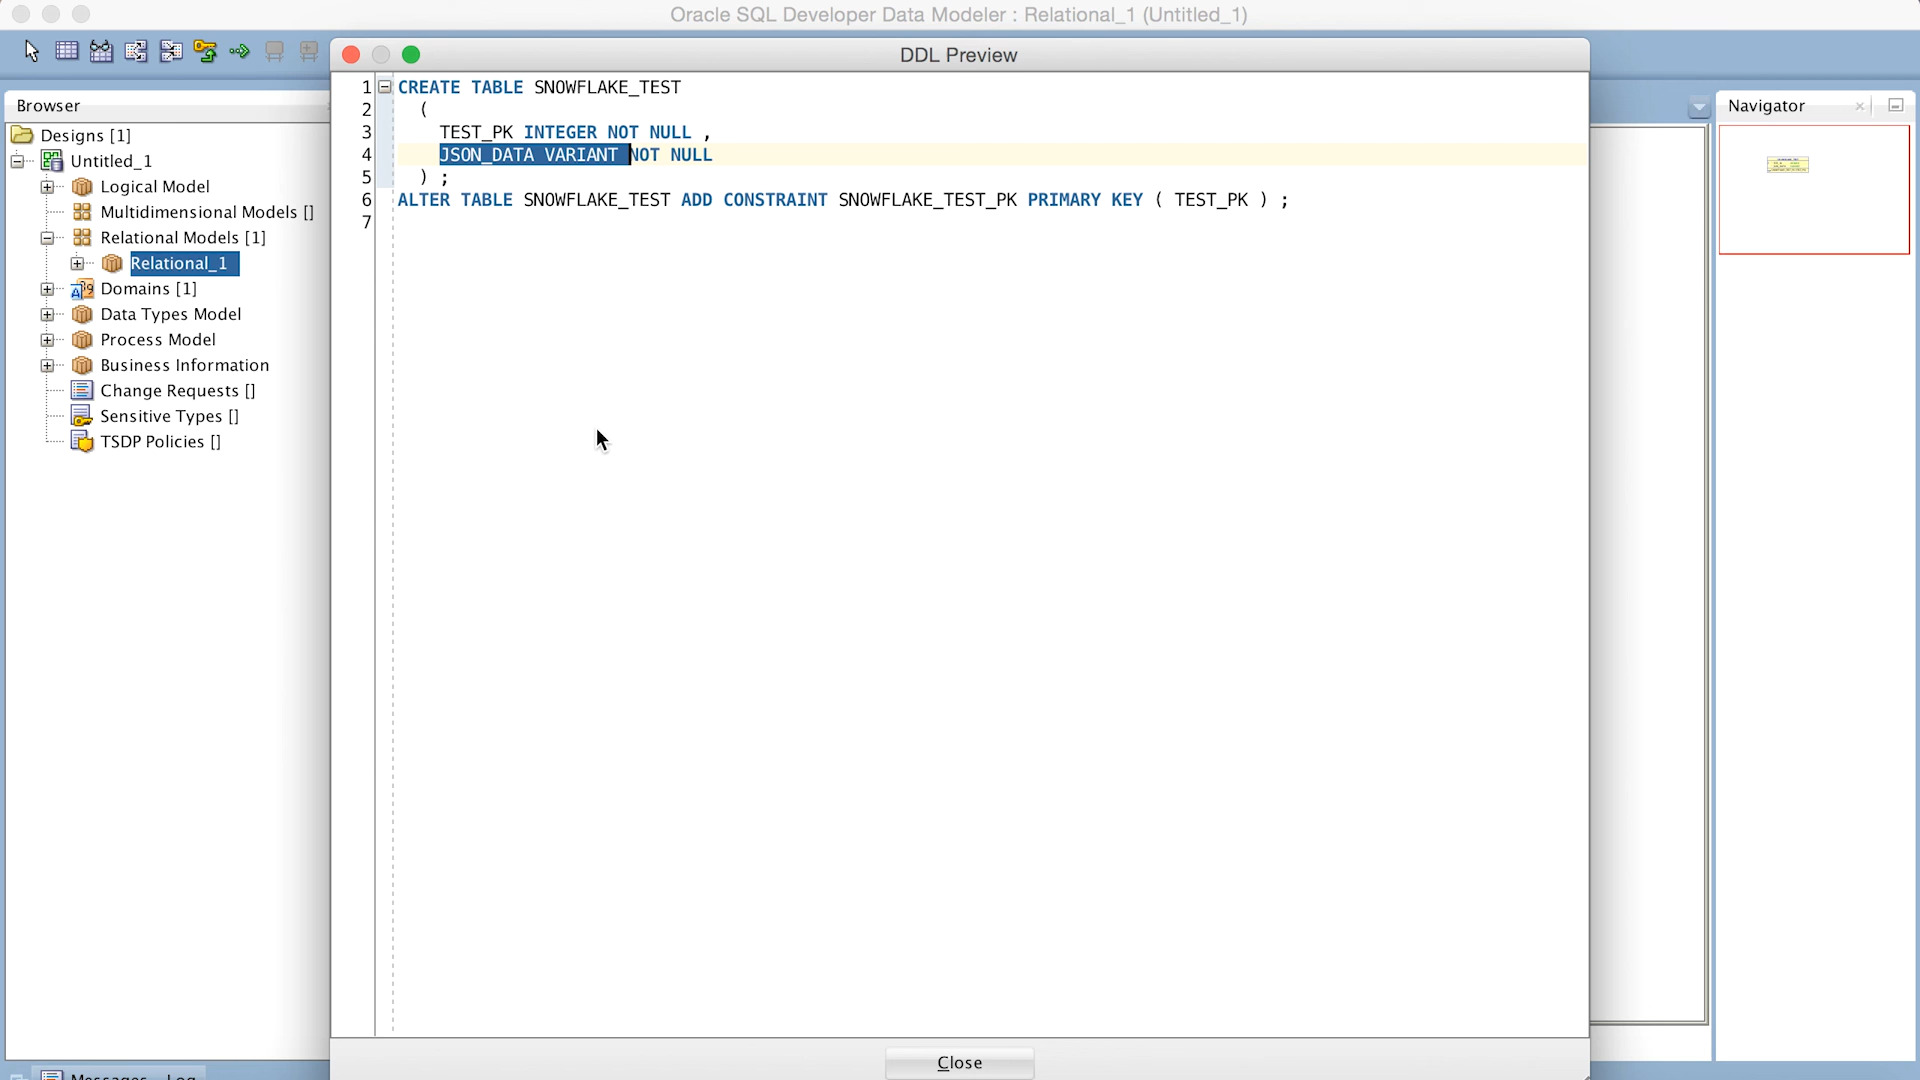 Oracle SQL Developer Data Modeler : Relational_1 (Untitled_1)
DDL Preview
Browser
Designs [1]
Untitled_1
Logical Model
Multidimensional Models []
Relational Models [1]
Relational_1
Domains [1]
Data Types Model
Process Model
Business Information
Change Requests []
Sensitive Types []
TSDP Policies []
1 CREATE TABLE SNOWFLAKE_TEST
2 (
3 TEST_PK INTEGER NOT NULL ,
4 JSON_DATA VARIANT NOT NULL
5 ) ;
6 ALTER TABLE SNOWFLAKE_TEST ADD CONSTRAINT SNOWFLAKE_TEST_PK PRIMARY KEY ( TEST_PK ) ;
7
Navigator
Close
Messages - Log